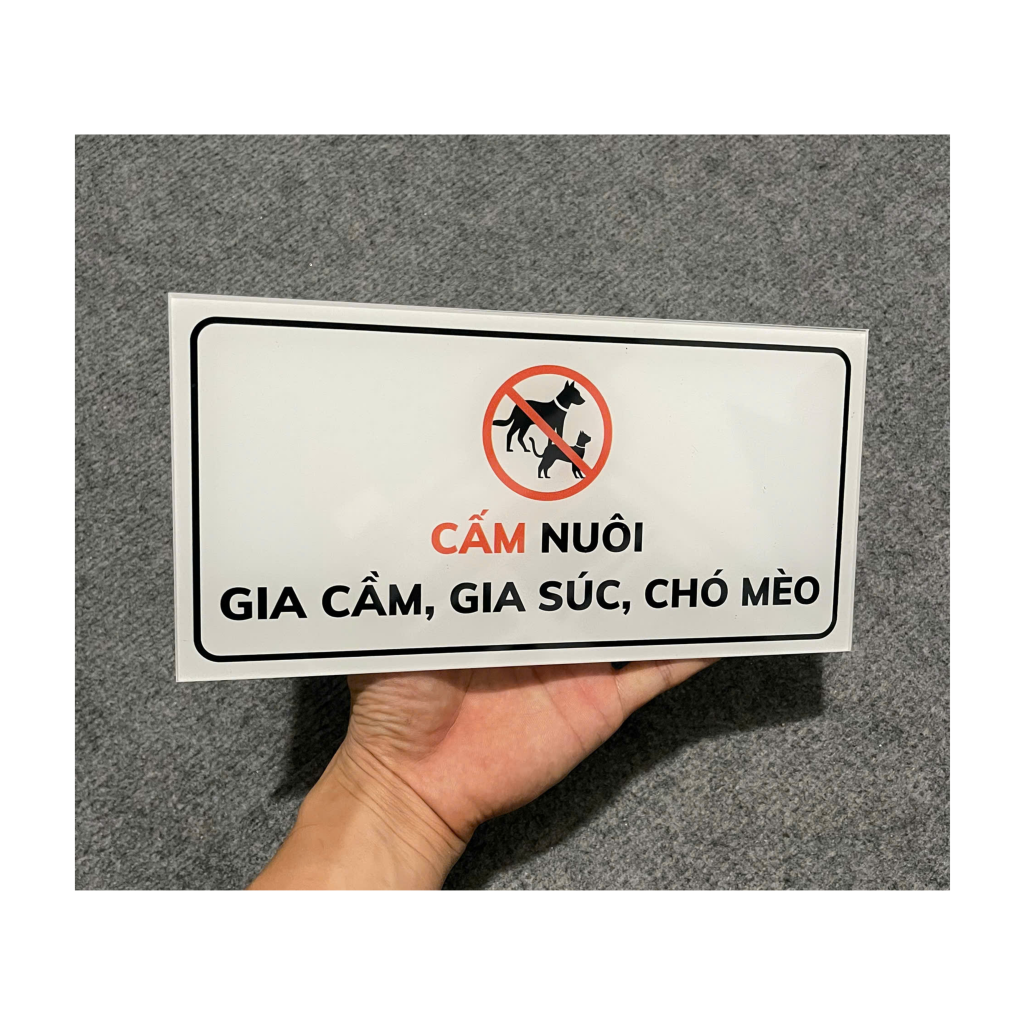 CẤM NUÔI
GIA CẦM, GIA SÚC, CHÓ MÈO